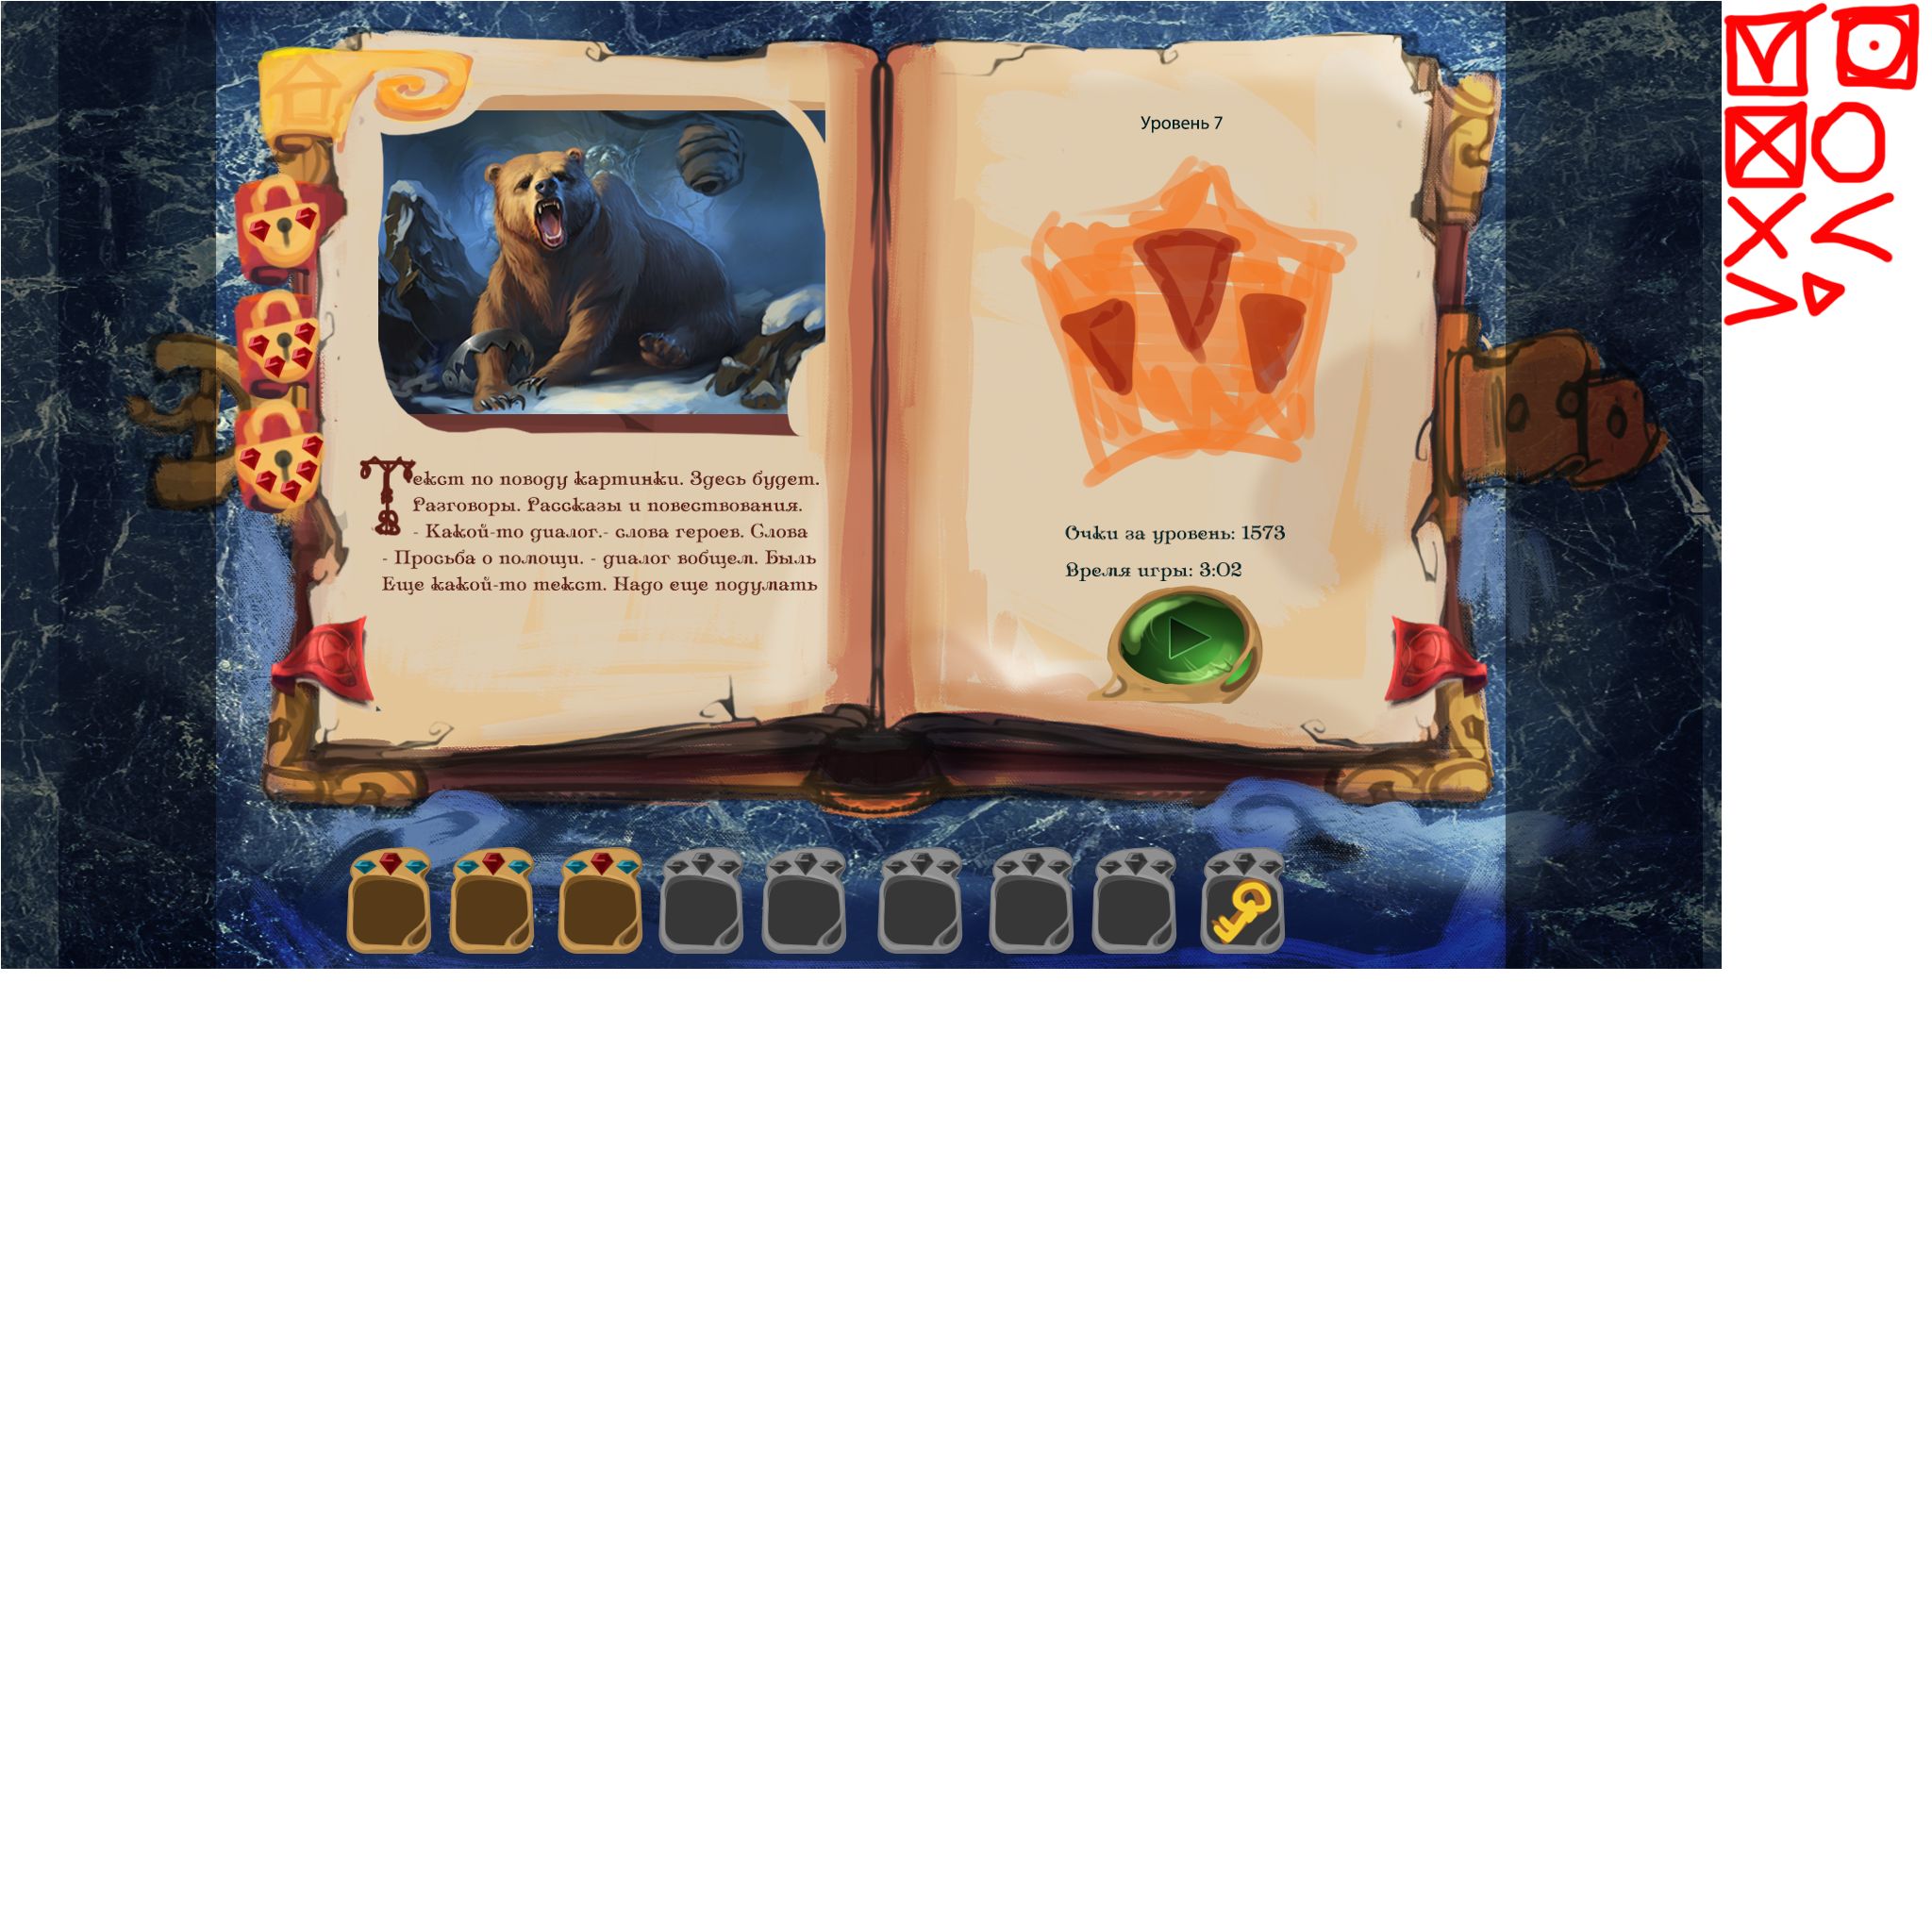 Текст по поводу картинки. Здесь будет.
Разговоры. Рассказы и повествования.
- Какой-то диалог.- слова героев. Слова
- Просьба о помощи. - диалог вобщем. Быль
Еще какой-то текст. Надо еще подумать
Уровень 7
Очки за уровень: 1573
Время игры: 3:02